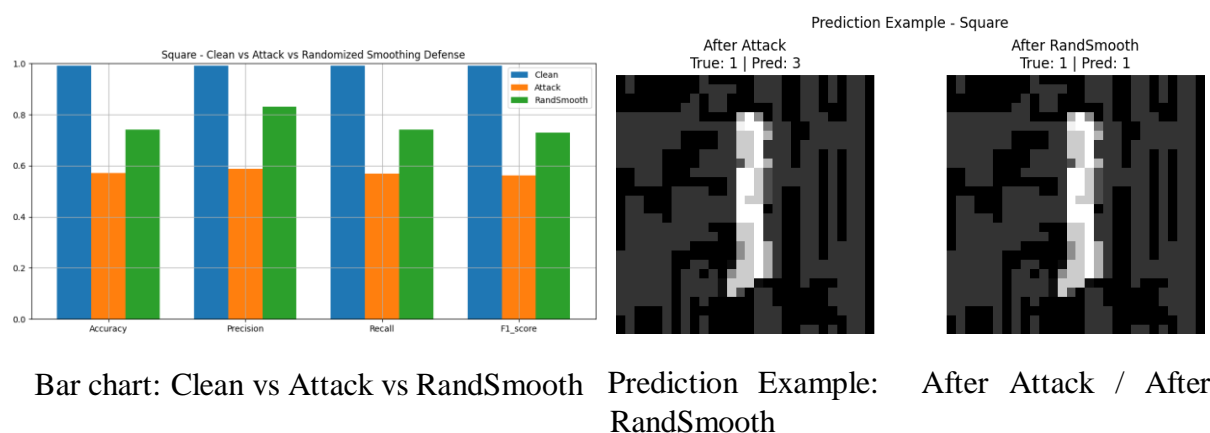 Square - Clean vs Attack vs Randomized Smoothing Defense
1.0
0.8
0.6
0.4
0.2
0.0
Clean
Attack
RandSmooth
Accuracy
Precision
Recall
F1_score
Bar chart: Clean vs Attack vs RandSmooth
Prediction Example - Square
After Attack
True: 1 | Pred: 3
After RandSmooth
True: 1 | Pred: 1
Prediction Example: After Attack / After
RandSmooth